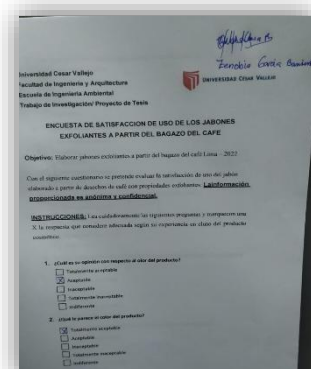 Zenobia García
Universidad Cesar Vallejo
Facultad de Ingeniería y Arquitectura
Escuela de Ingeniería Ambiental
Trabajo de Investigación/ Proyecto de Tesis
UNIVERSIDAD CESAR VALLEJO
ENCUESTA DE SATISFACCIÓN DE USO DE LOS JABONES
EXFOLIANTES A PARTIR DEL BAGAZO DEL CAFE
Objetivo: Elaborar jabones exfoliantes a partir del bagazo del café Lima – 2022
Con el siguiente cuestionario se pretende evaluar la satisfacción de uso del jabón
elaborado a partir de desechos de café con propiedades exfoliantes. La información
proporcionada es anónima y confidencial.
INSTRUCCIONES: Lea cuidadosamente las siguientes preguntas y marque con una
X la respuesta que considere adecuada según su experiencia en el uso del producto
cosmético.
1. ¿Cuál es su opinión con respecto al olor del producto?
Totalmente aceptable
Aceptable
Inaceptable
Totalmente inaceptable
Indiferente
2. ¿Qué le parece el color del producto?
Totalmente aceptable
Aceptable
Inaceptable
Totalmente inaceptable
Indiferente